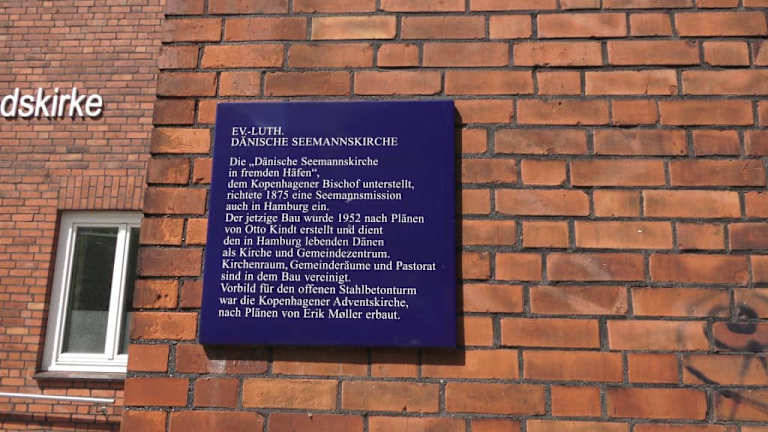 dskirke
EV.-LUTH.
DÄNISCHE SEEMANNSKIRCHE
Die „Dänische Seemannskirche
in fremden Häfen“,
dem Kopenhagener Bischof unterstellt,
richtete 1875 eine Seemannsmission
auch in Hamburg ein.
Der jetzige Bau wurde 1952 nach Plänen
von Otto Kindt erstellt und dient
den in Hamburg lebenden Dänen
als Kirche und Gemeindezentrum.
Kirchenraum, Gemeinderäume und Pastorat
sind in dem Bau vereinigt.
Vorbild für den offenen Stahlbetonturm
war die Kopenhagener Adventskirche,
nach Plänen von Erik Møller erbaut.